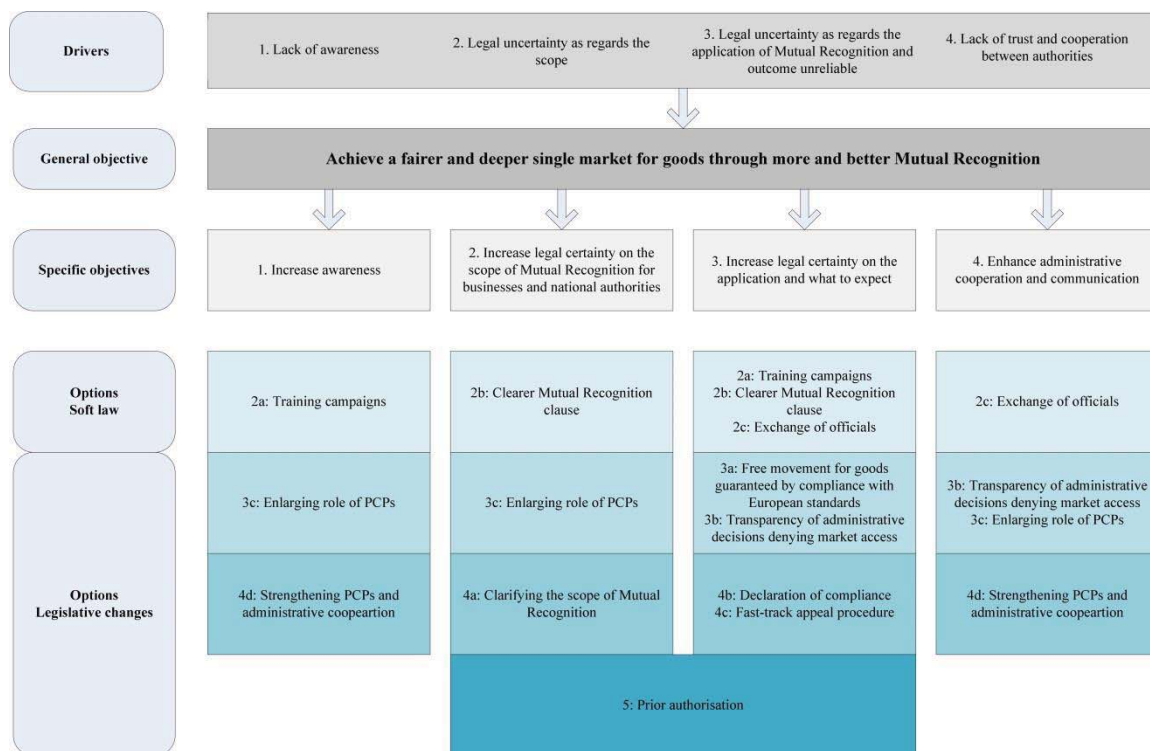 Drivers
1. Lack of awareness
2. Legal uncertainty as regards the
scope
3. Legal uncertainty as regards the
application of Mutual Recognition and
outcome unreliable
4. Lack of trust and cooperation
between authorities
General objective
Achieve a fairer and deeper single market for goods through more and better Mutual Recognition
Specific objectives
1. Increase awareness
2. Increase legal certainty on the
scope of Mutual Recognition for
businesses and national authorities
3. Increase legal certainty on the
application and what to expect
4. Enhance administrative
cooperation and communication
Options
Soft law
2a: Training campaigns
2b: Clearer Mutual Recognition
clause
2a: Training campaigns
2b: Clearer Mutual Recognition
clause
2c: Exchange of officials
2c: Exchange of officials
Options
Legislative changes
3c: Enlarging role of PCPs
3c: Enlarging role of PCPs
3a: Free movement for goods
guaranteed by compliance with
European standards
3b: Transparency of administrative
decisions denying market access
3b: Transparency of administrative
decisions denying market access
3c: Enlarging role of PCPs
4d: Strengthening PCPs and
administrative coopeartion
4a: Clarifying the scope of Mutual
Recognition
4b: Declaration of compliance
4c: Fast-track appeal procedure
4d: Strengthening PCPs and
administrative coopeartion
5: Prior authorisation